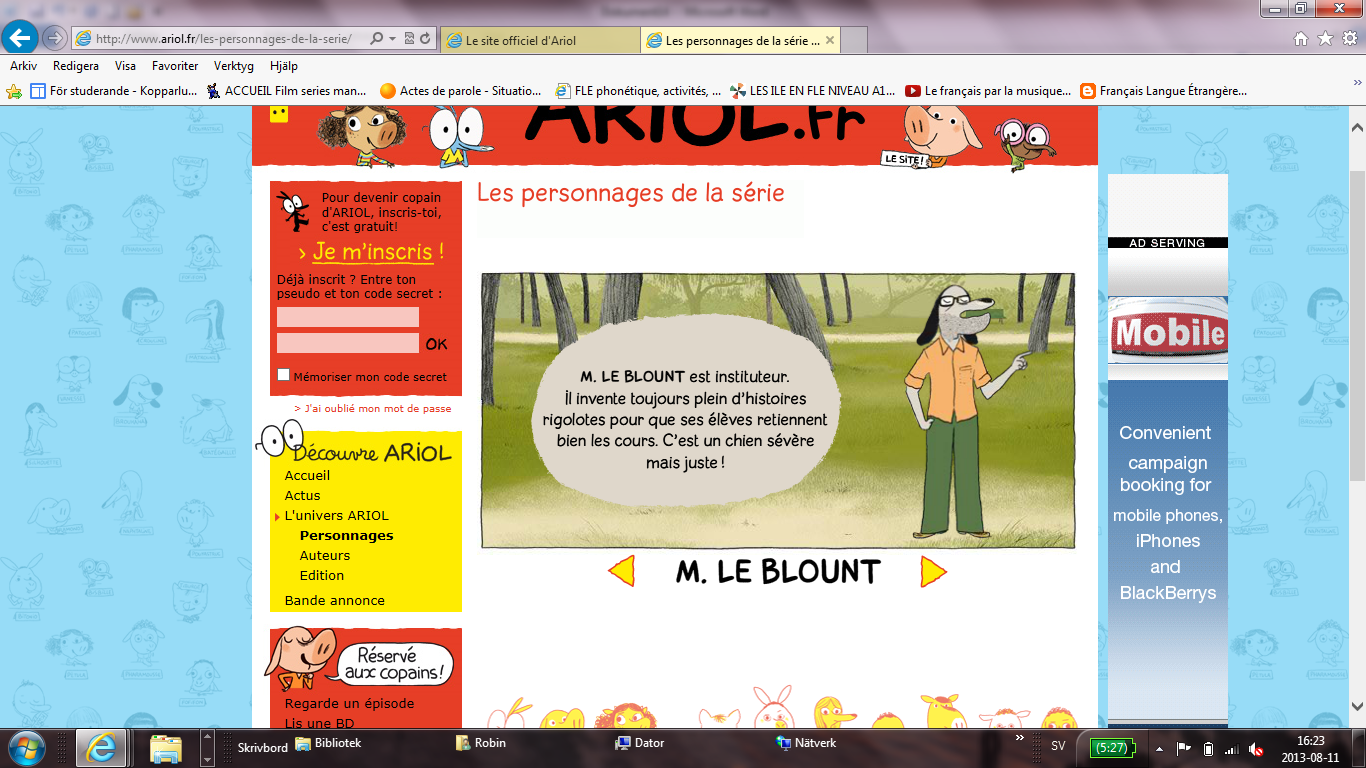 http://www.ariol.fr/les-personnages-de-la-serie/
Le site officiel d'Ariol
Les personnages de la série ...
Arkiv Redigera Visa Favoriter Verktyg Hjälp
För studerande - Kopparlu...
ACCUEIL Film series man...
Actes de parole - Situatio...
FLE phonétique, activités, ...
LES ILE EN FLE NIVEAU A1...
Le français par la musique...
Français Langue Étrangère...
ARiOL.fr
LE SiTE!
Pour devenir copain
d'ARIOL, inscris-toi,
c'est gratuit!
› Je m'inscris !
Déjà inscrit ? Entre ton
pseudo et ton code secret :
OK
Mémoriser mon code secret
> J'ai oublié mon mot de passe
Découvre ARiOL
Accueil
Actus
L'univers ARIOL
Personnages
Auteurs
Edition
Bande annonce
Réservé
aux copains!
Regarde un épisode
Lis une BD
Les personnages de la série
M. LE BLOUNT est instituteur.
İl invente toujours plein d'histoires
rigolotes pour que ses élèves retiennent
bien les cours. C'est un chien sévère
mais juste !
M. LE BLOUNT
AD SERVING
Mobile
Convenient
campaign
booking for
mobile phones,
iPhones
and
BlackBerrys
Skrivbord
Bibliotek
Robin
Dator
Nätverk
SV
(5:27)
16:23
2013-08-11